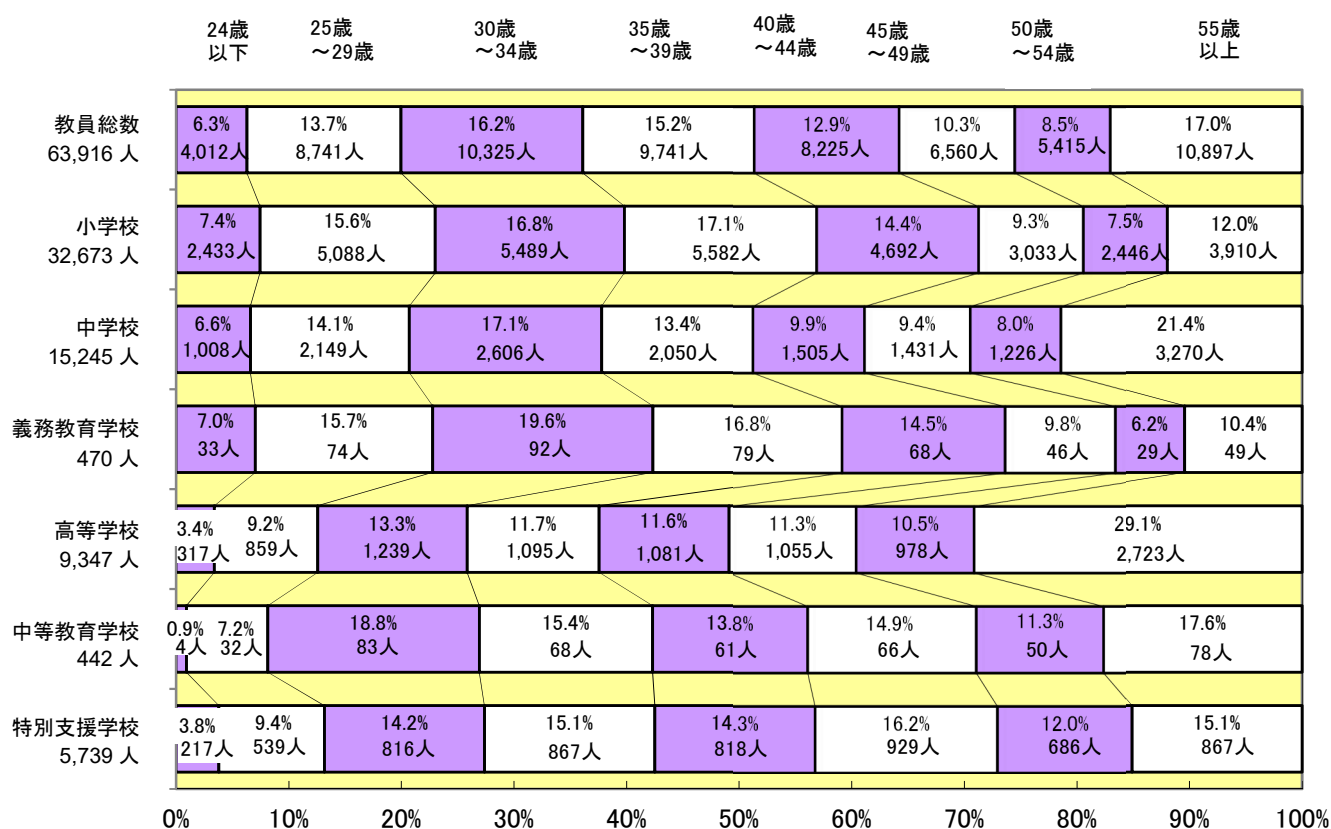 24歳 25歳 30歳 35歳 40歳 45歳 50歳 55歳
以下 ～29歳 ～34歳 ～39歳 ～44歳 ～49歳 ～54歳 以上
教員総数 6.3% 13.7% 16.2% 15.2% 12.9% 10.3% 8.5% 17.0%
63,916 人 4,012人 8,741人 10,325人 9,741人 8,225人 6,560人 5,415人 10,897人
小学校 7.4% 15.6% 16.8% 17.1% 14.4% 9.3% 7.5% 12.0%
32,673 人 2,433人 5,088人 5,489人 5,582人 4,692人 3,033人 2,446人 3,910人
中学校 6.6% 14.1% 17.1% 13.4% 9.9% 9.4% 8.0% 21.4%
15,245 人 1,008人 2,149人 2,606人 2,050人 1,505人 1,431人 1,226人 3,270人
義務教育学校 7.0% 15.7% 19.6% 16.8% 14.5% 9.8% 6.2% 10.4%
470 人 33人 74人 92人 79人 68人 46人 29人 49人
高等学校 3.4% 9.2% 13.3% 11.7% 11.6% 11.3% 10.5% 29.1%
9,347 人 317人 859人 1,239人 1,095人 1,081人 1,055人 978人 2,723人
中等教育学校 0.9% 7.2% 18.8% 15.4% 13.8% 14.9% 11.3% 17.6%
442 人 4人 32人 83人 68人 61人 66人 50人 78人
特別支援学校 3.8% 9.4% 14.2% 15.1% 14.3% 16.2% 12.0% 15.1%
5,739 人 217人 539人 816人 867人 818人 929人 686人 867人
0% 10% 20% 30% 40% 50% 60% 70% 80% 90% 100%